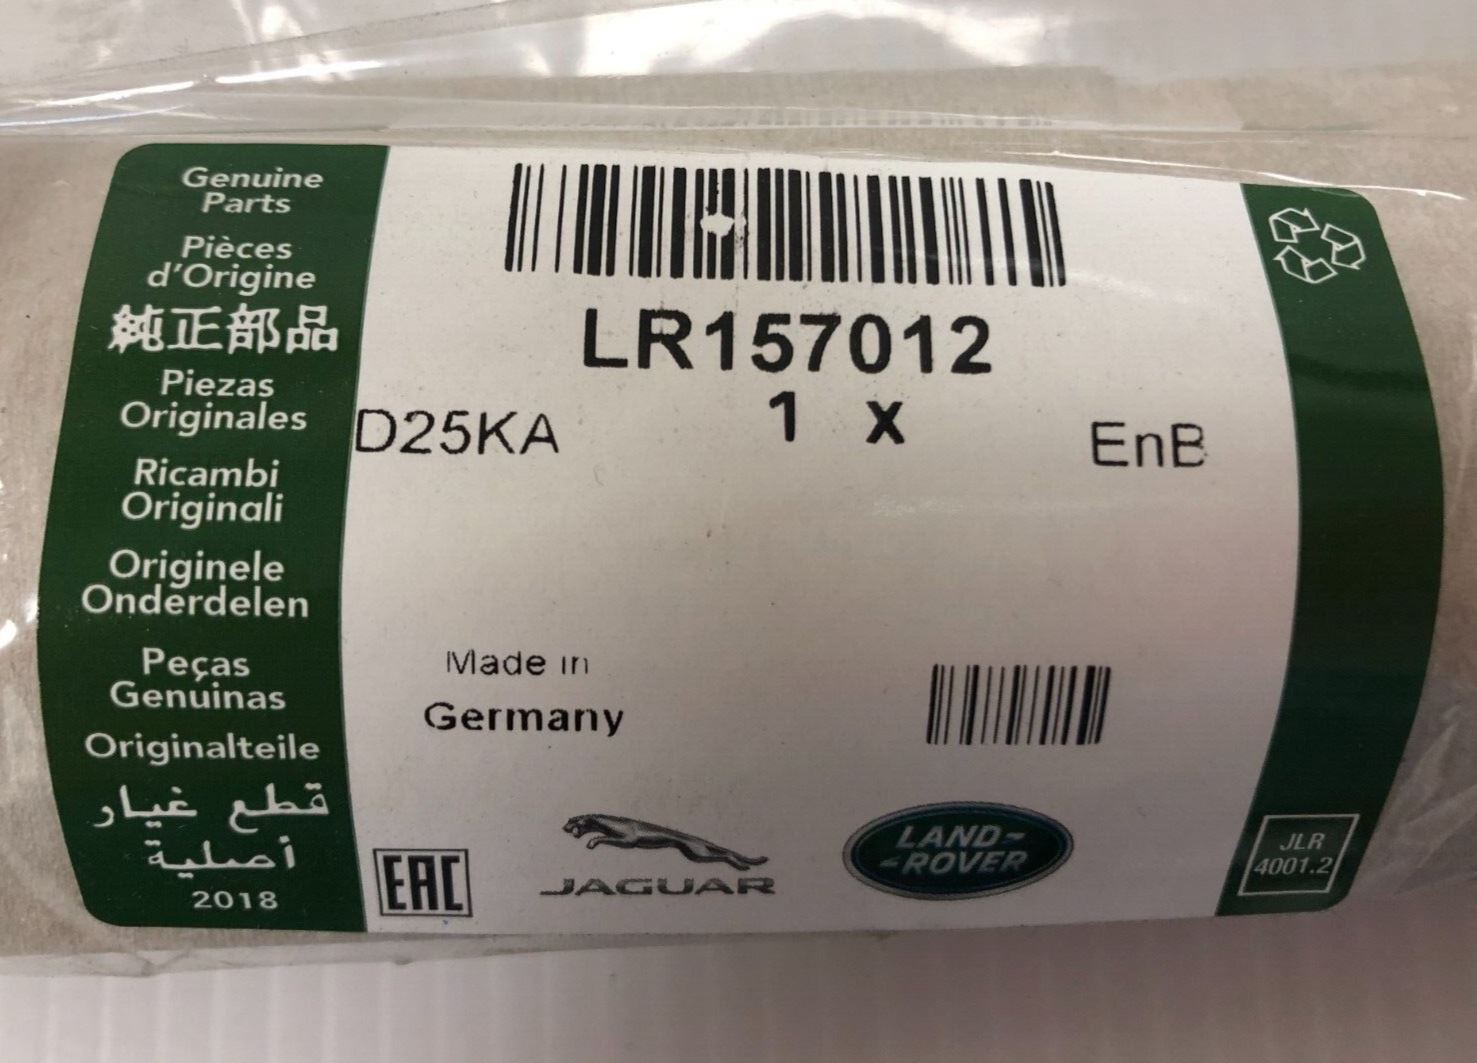 Genuine
Parts
Pièces
d'Origine
純正部品
Piezas
Originales
Ricambi
Originali
Originele
Onderdelen
Peças
Genuinas
Originalteile
قطع غيار
أصلية
2018
LR157012
1 x
D25KA
EnB
Made in
Germany
EAC
JAGUAR
LAND-
-ROVER
JLR
4001.2